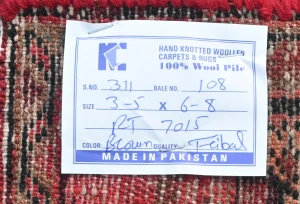 HAND KNOTTED WOOLLEN
CARPETS & RUGS
100% Wool Pile
S.NO. 311 BALE NO. 108
SIZE 3-5 x 6-8
RT 7015
COLOR: Brown QUALITY: Tribal
MADE IN PAKISTAN